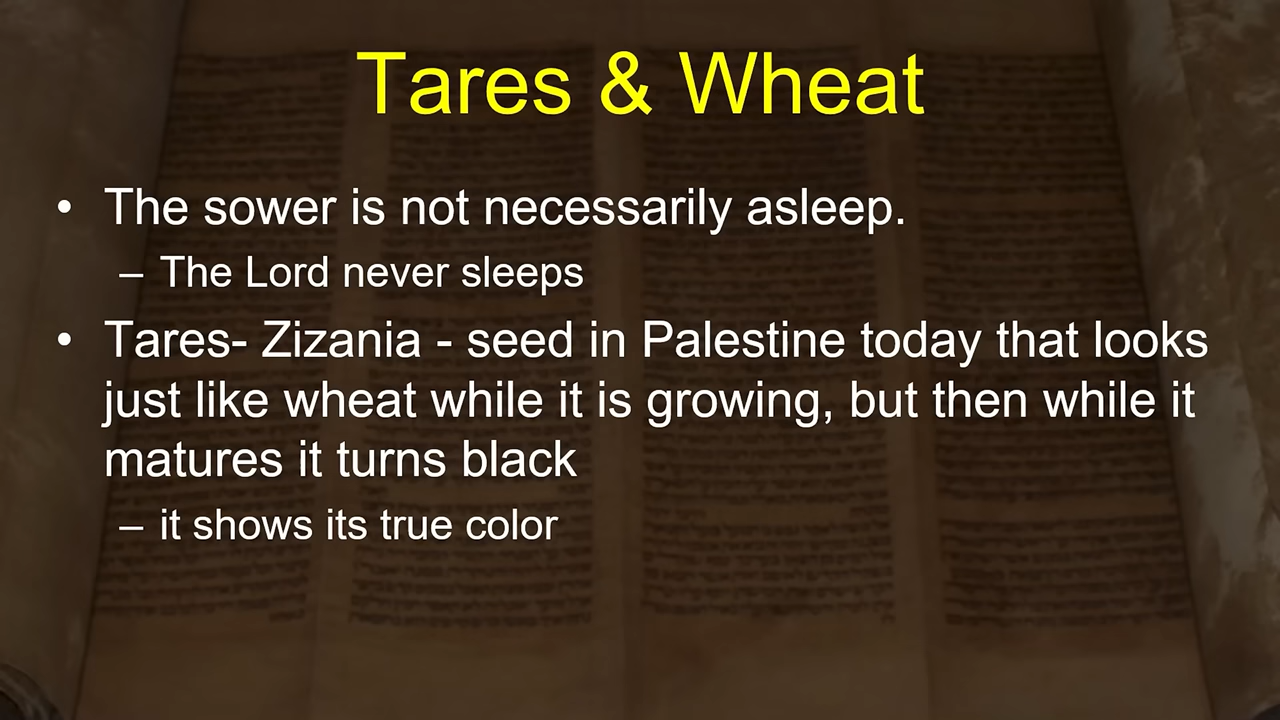 Tares & Wheat
• The sower is not necessarily asleep.
– The Lord never sleeps
• Tares- Zizania - seed in Palestine today that looks
just like wheat while it is growing, but then while it
matures it turns black
– it shows its true color